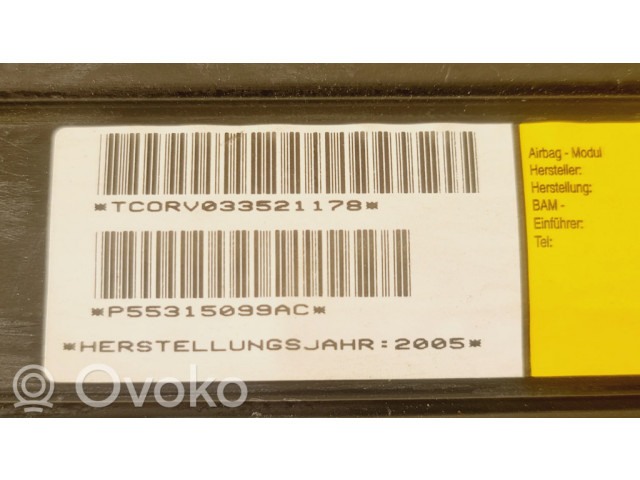 *TCORV033521178*
*P55315099AC*
*HERSTELLUNGSJAHR:2005*
Airbag - Modul
Hersteller:
Herstellung:
BAM -
Einführer:
Tel:
Ovoko